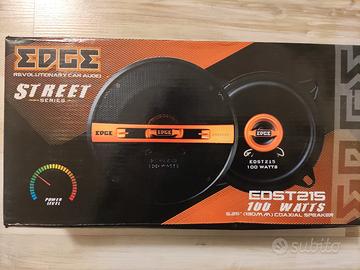 EDGE
REVOLUTIONARY CAR AUDIO
STREET
SERIES
EDGE
EDGE
EDST215
100 WATTS
POWER
LEVEL
EDST215
100 WATTS
5.25" (130mm) COAXIAL SPEAKER
EDGE
subito